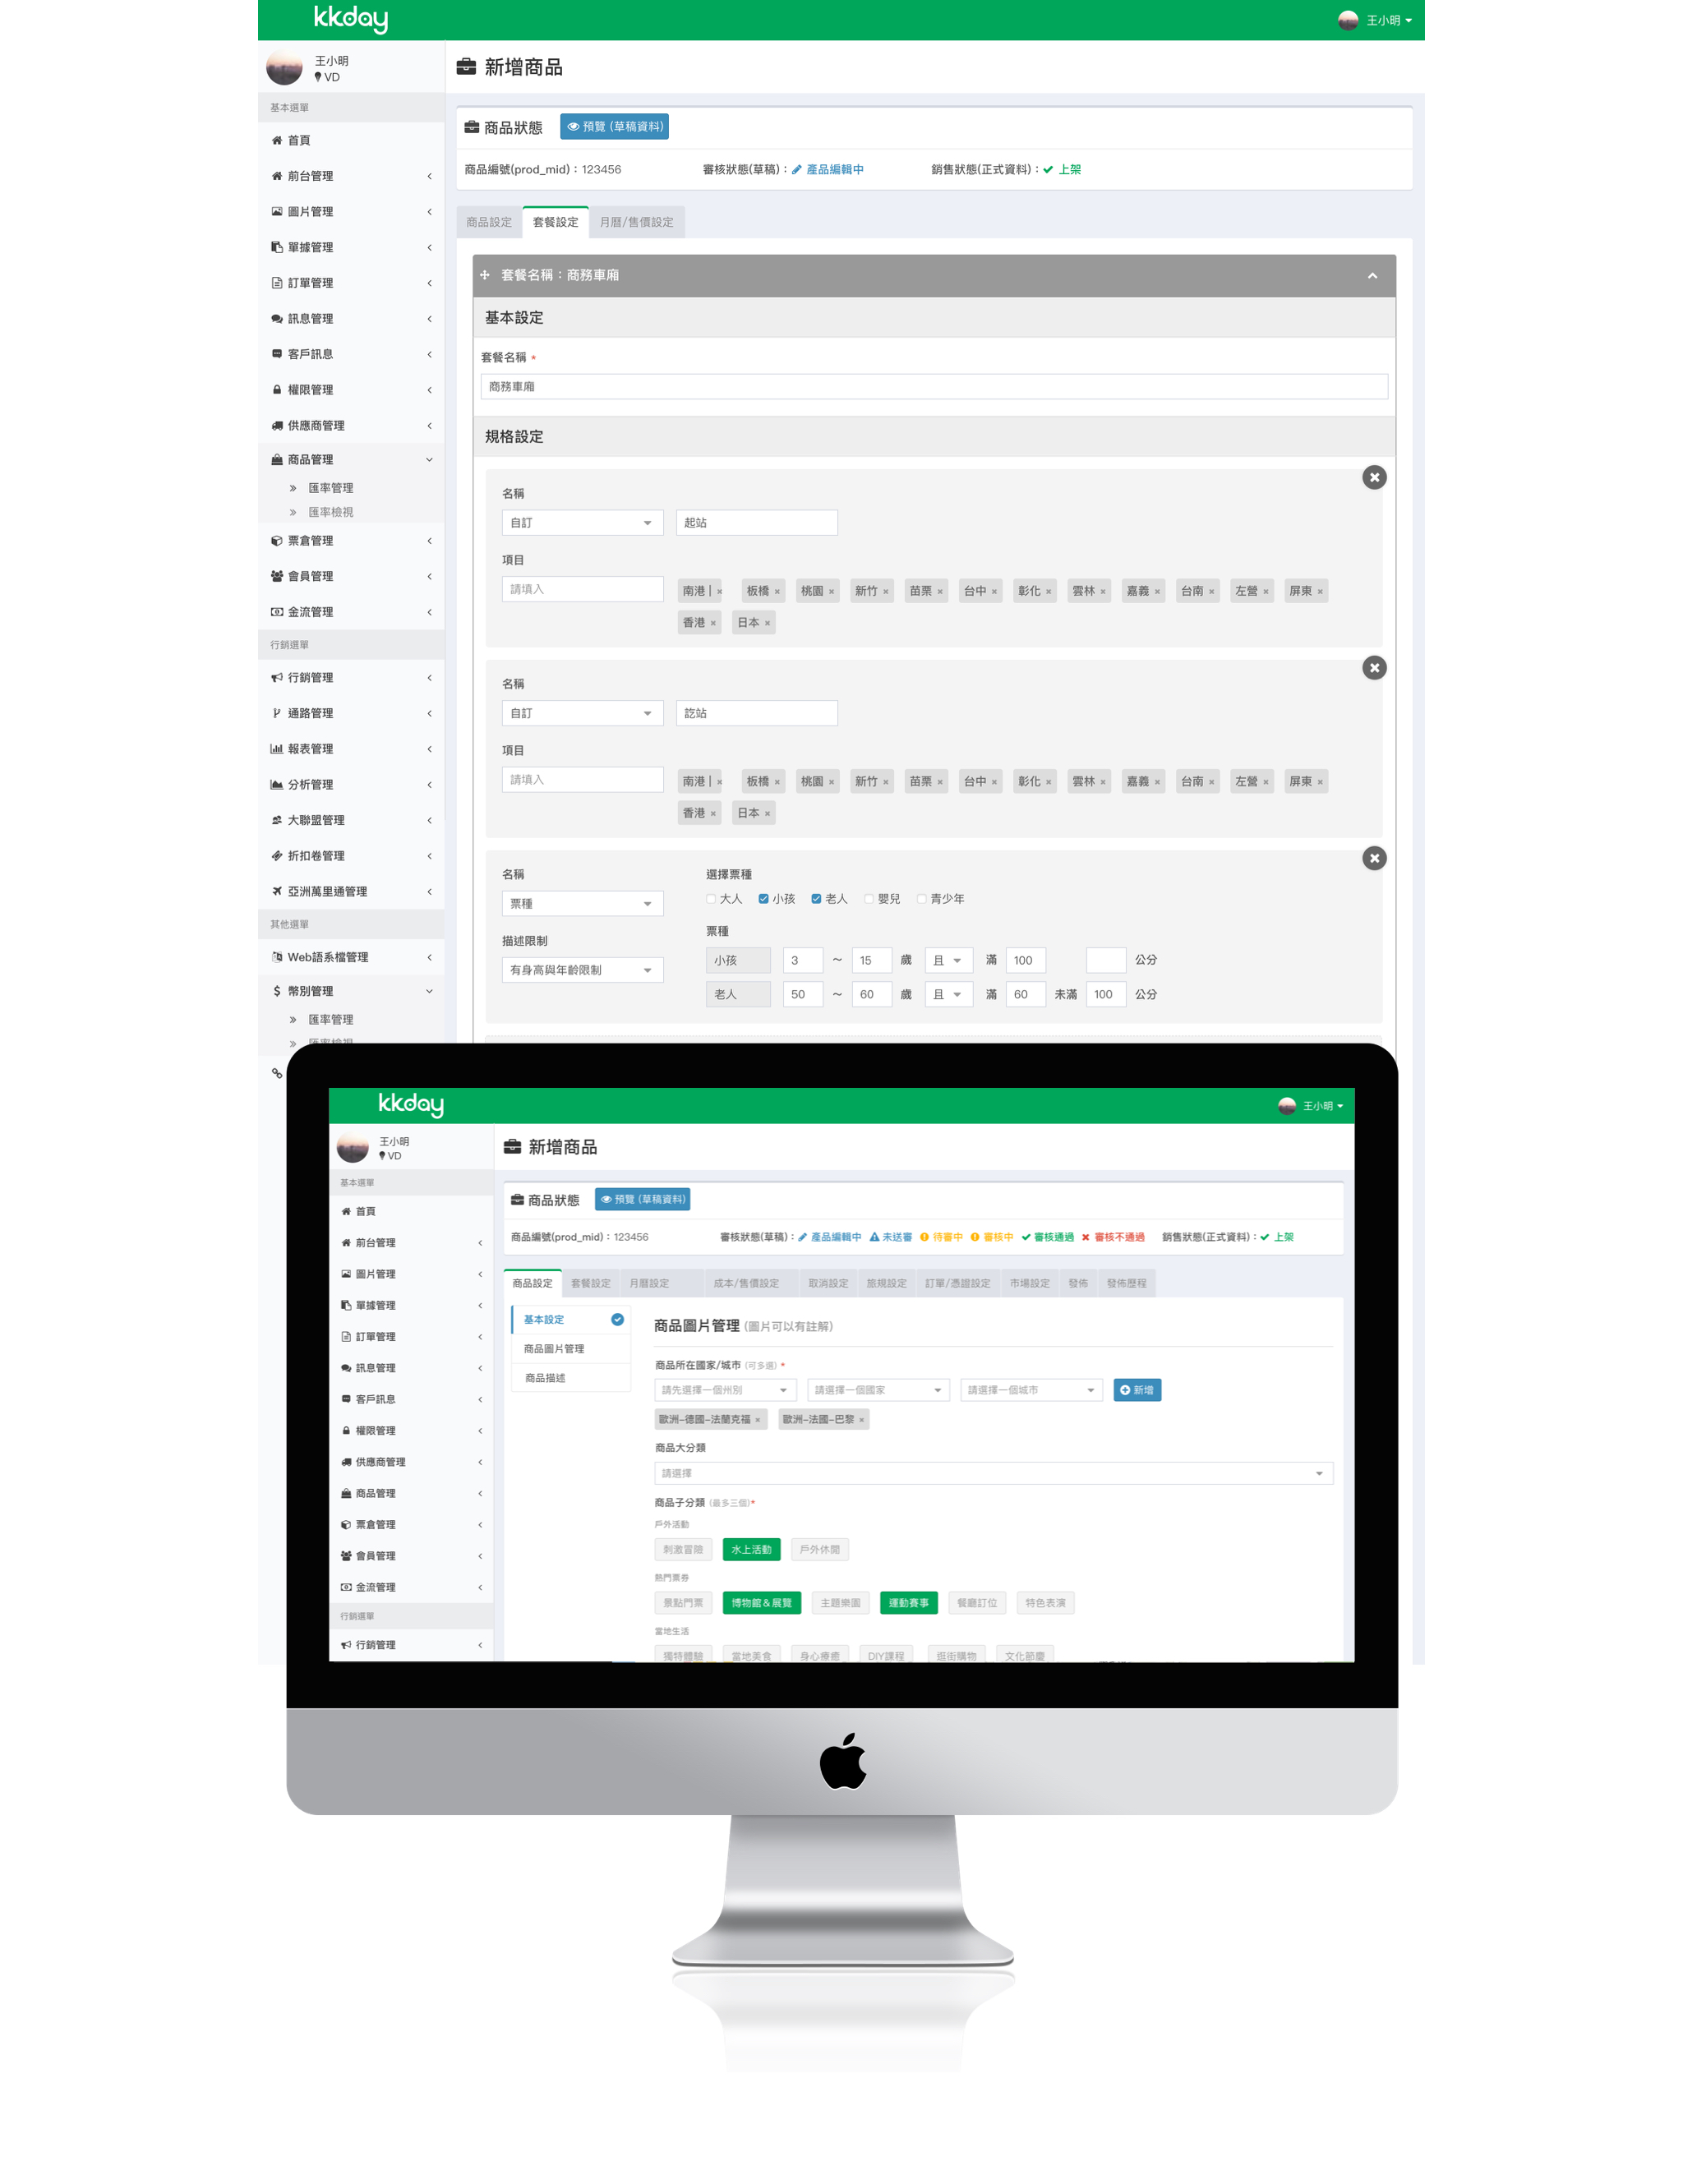 kkday
王小明
王小明
VD
新增商品
基本選單
首頁
前台管理
圖片管理
單據管理
訂單管理
訊息管理
客戶訊息
權限管理
供應商管理
商品管理
匯率管理
匯率檢視
票倉管理
會員管理
金流管理
行銷選單
行銷管理
通路管理
報表管理
分析管理
大聯盟管理
折扣卷管理
亞洲萬里通管理
其他選單
Web語系檔管理
幣別管理
匯率管理
匯率檢視
商品狀態 預覽 (草稿資料)
商品編號(prod_mid)：123456 審核狀態(草稿)： 產品編輯中 銷售狀態(正式資料)： 上架
商品設定 套餐設定 月曆/售價設定
套餐名稱：商務車廂
基本設定
套餐名稱 *
商務車廂
規格設定
名稱
自訂 起站
項目
請填入 南港 | × 板橋 × 桃園 × 新竹 × 苗栗 × 台中 × 彰化 × 雲林 × 嘉義 × 台南 × 左營 × 屏東 ×
香港 × 日本 ×
名稱
自訂 訖站
項目
請填入 南港 | × 板橋 × 桃園 × 新竹 × 苗栗 × 台中 × 彰化 × 雲林 × 嘉義 × 台南 × 左營 × 屏東 ×
香港 × 日本 ×
名稱 選擇票種
票種 大人 小孩 老人 嬰兒 青少年
描述限制 票種
有身高與年齡限制
小孩 3 ～ 15 歲 且 滿 100 公分
老人 50 ～ 60 歲 且 滿 60 未滿 100 公分
kkday
王小明
王小明
VD
新增商品
基本選單
首頁
前台管理
圖片管理
單據管理
訂單管理
訊息管理
客戶訊息
權限管理
供應商管理
商品管理
票倉管理
會員管理
金流管理
行銷選單
行銷管理
商品狀態 預覽 (草稿資料)
商品編號(prod_mid)：123456 審核狀態(草稿)： 產品編輯中 未送審 待審中 審核中 審核通過 審核不通過 銷售狀態(正式資料)： 上架
商品設定 套餐設定 月曆設定 成本/售價設定 取消設定 旅規設定 訂單/憑證設定 市場設定 發佈 發佈歷程
基本設定
商品圖片管理
商品描述
商品圖片管理 (圖片可以有註解)
商品所在國家/城市 (可多選) *
請先選擇一個州別 請選擇一個國家 請選擇一個城市 新增
歐洲–德國–法蘭克福 × 歐洲–法國–巴黎 ×
商品大分類
請選擇
商品子分類 (最多三個)*
戶外活動
刺激冒險 水上活動 戶外休閒
熱門票券
景點門票 博物館＆展覽 主題樂園 運動賽事 餐廳訂位 特色表演
當地生活
獨特體驗 當地美食 身心療癒 DIY課程 逛街購物 文化節慶